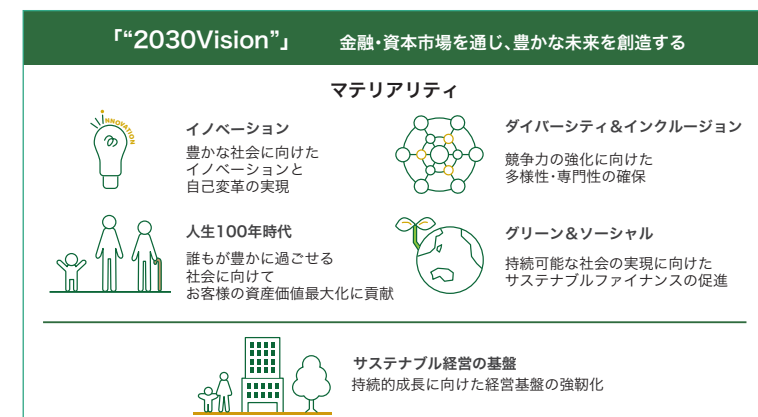 「“2030Vision”」 金融・資本市場を通じ、豊かな未来を創造する
マテリアリティ
INNOVATION
イノベーション
豊かな社会に向けた
イノベーションと
自己変革の実現
ダイバーシティ＆インクルージョン
競争力の強化に向けた
多様性・専門性の確保
人生100年時代
誰もが豊かに過ごせる
社会に向けて
お客様の資産価値最大化に貢献
グリーン＆ソーシャル
持続可能な社会の実現に向けた
サステナブルファイナンスの促進
サステナブル経営の基盤
持続的成長に向けた経営基盤の強靭化